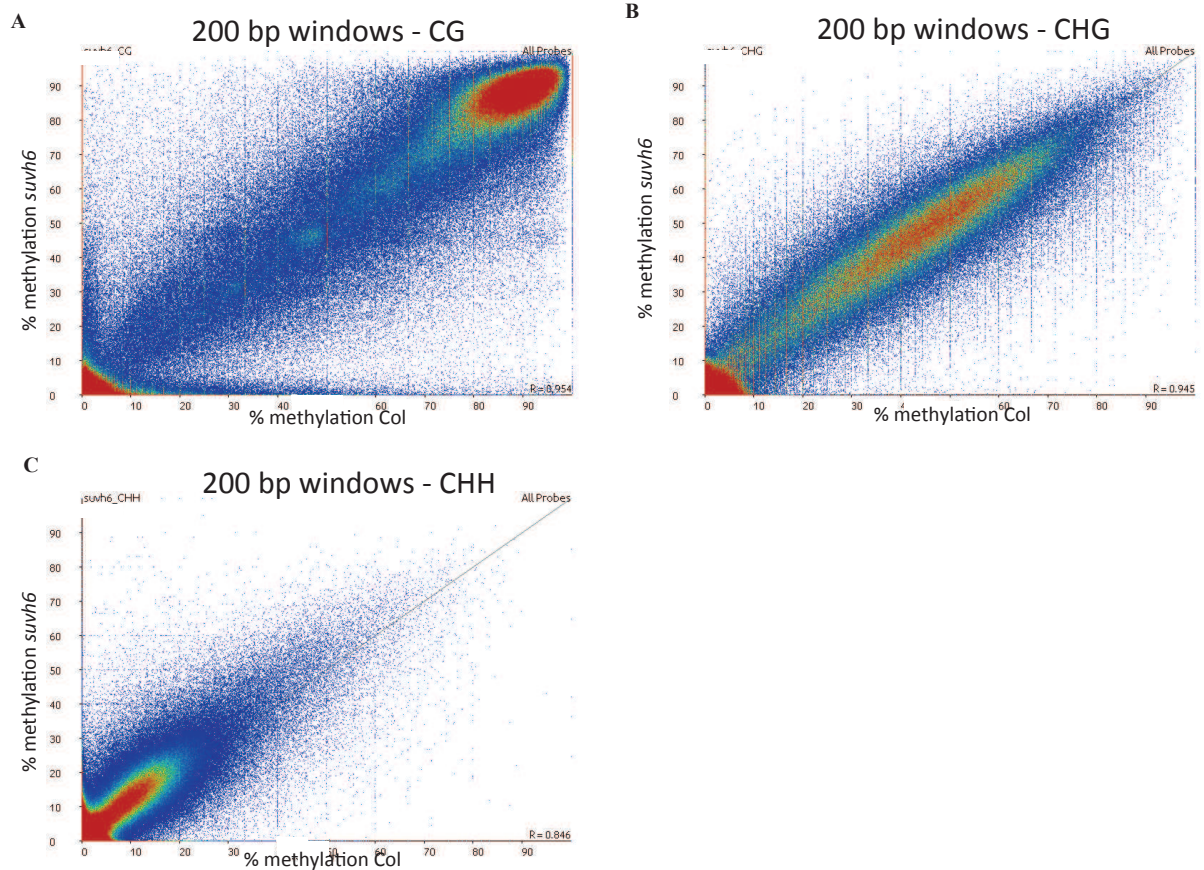 A
200 bp windows - CG
suvh6_CG
All Probes
% methylation suvh6
90
80
70
60
50
40
30
20
10
0
R = 0.954
0 10 20 30 40 50 60 70 80 90
% methylation Col
B
200 bp windows - CHG
suvh6_CHG
All Probes
% methylation suvh6
90
80
70
60
50
40
30
20
10
0
R = 0.945
0 10 20 30 4 50 60 70 80 90
% methylation Col
C
200 bp windows - CHH
suvh6_CHH
All Probes
% methylation suvh6
90
80
70
60
50
40
30
20
10
0
R = 0.846
0 10 20 30 50 60 70 80 90
% methylation Col